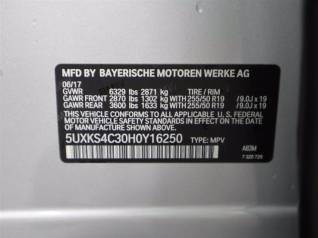 MFD BY BAYERISCHE MOTOREN WERKE AG
06/17
GVWR 6329 lbs 2871 kg TIRE / RIM
GAWR FRONT 2870 lbs 1302 kg WITH 255/50 R19 /9.0J x 19
GAWR REAR 3600 lbs 1633 kg WITH 255/50 R19 /9.0J x 19
THIS VEHICLE CONFORMS TO ALL APPLICABLE U.S. FEDERAL
MOTOR VEHICLE SAFETY AND THEFT PREVENTION STANDARDS
IN EFFECT ON THE DATE OF MANUFACTURE SHOWN ABOVE
5UXKS4C30H0Y16250 TYPE: MPV